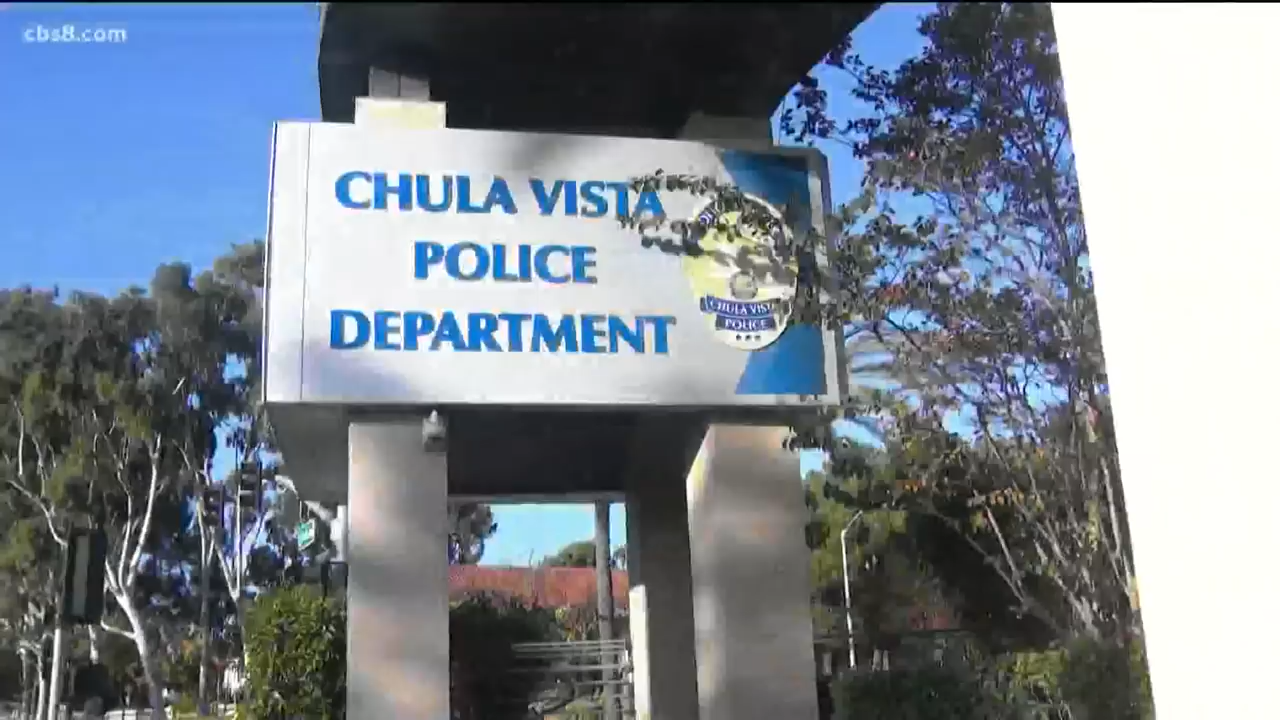 cbs8.com
CHULA VISTA
POLICE
DEPARTMENT
CHULA VISTA
POLICE